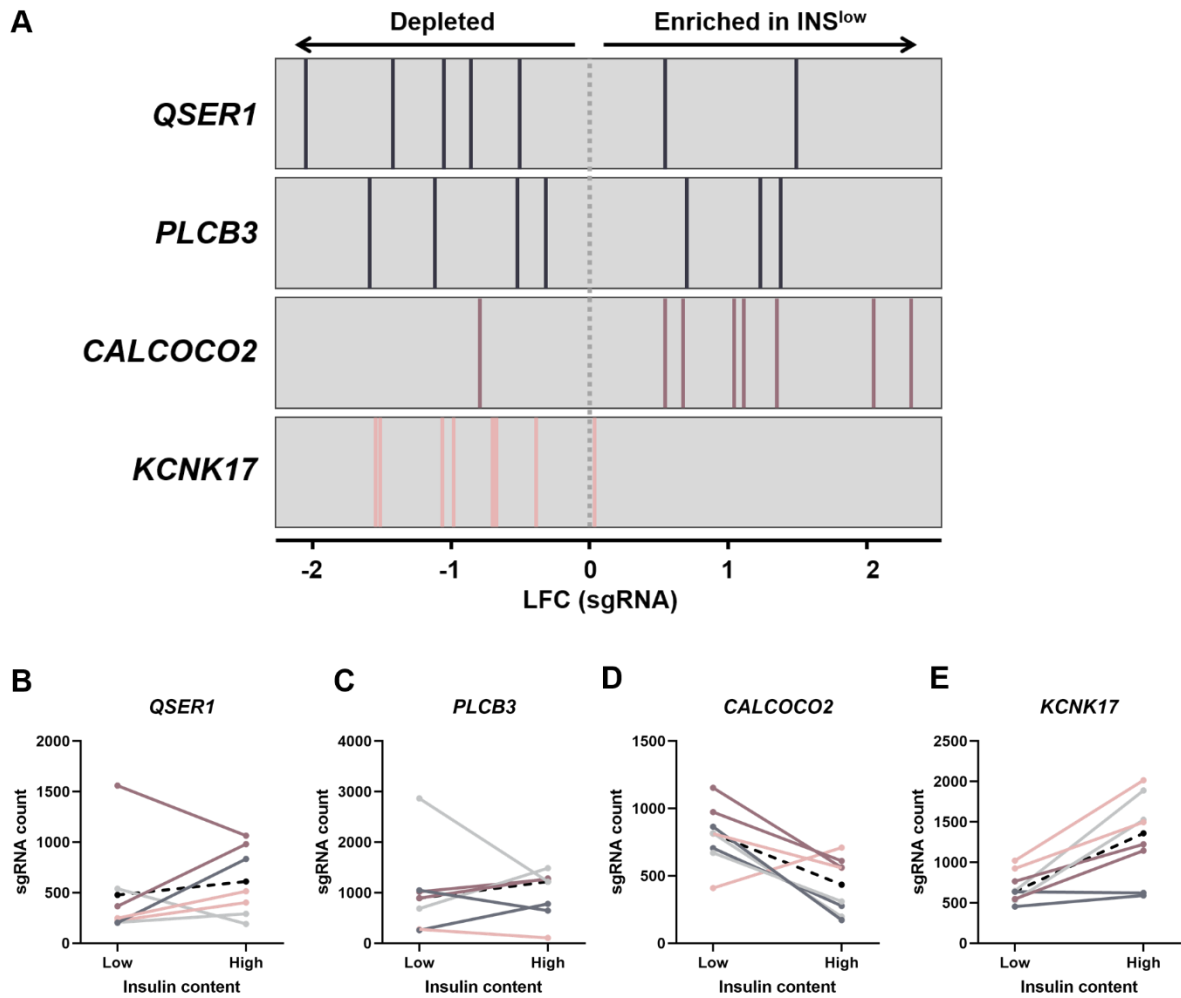 A
Depleted
Enriched in INSlow
QSER1
PLCB3
CALCOCO2
KCNK17
-2 -1 0 1 2
LFC (sgRNA)
B
QSER1
2000
1500
1000
500
0
sgRNA count
Low High
Insulin content
C
PLCB3
4000
3000
2000
1000
0
sgRNA count
Low High
Insulin content
D
CALCOCO2
1500
1000
500
0
sgRNA count
Low High
Insulin content
E
KCNK17
2500
2000
1500
1000
500
0
sgRNA count
Low High
Insulin content